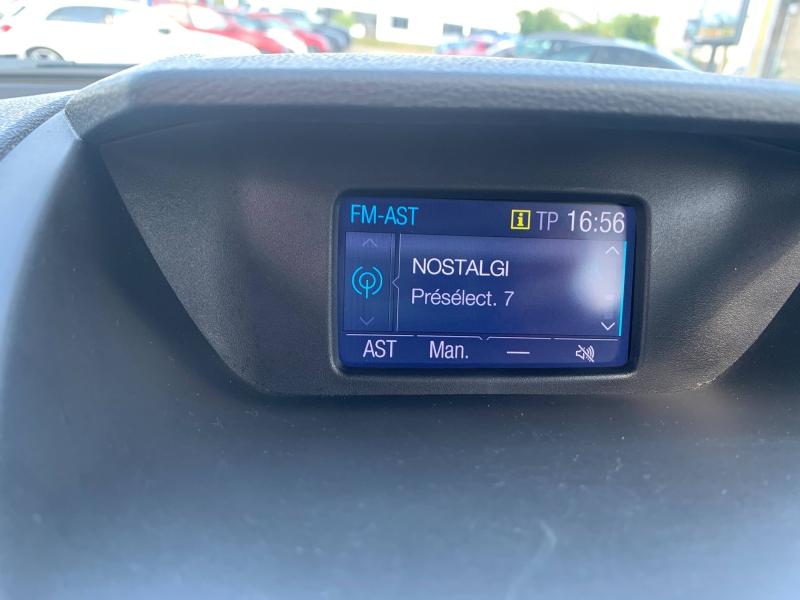 FM-AST i TP 16:56
NOSTALGI
Présélect. 7
AST Man. —